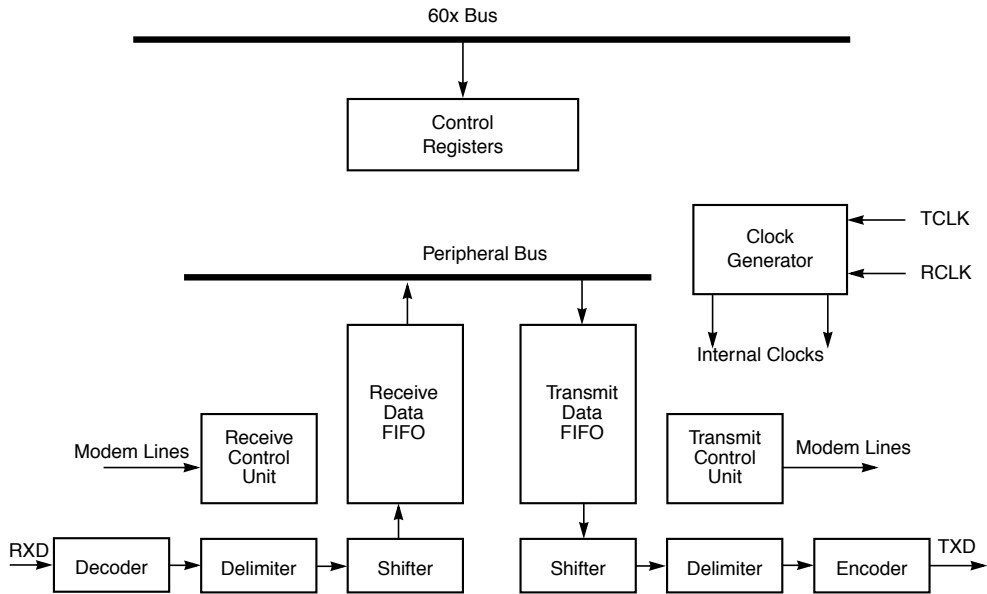 60x Bus
Control
Registers
Clock
Generator
TCLK
RCLK
Internal Clocks
Peripheral Bus
Receive
Data
FIFO
Transmit
Data
FIFO
Modem Lines
Receive
Control
Unit
Transmit
Control
Unit
Modem Lines
RXD
Decoder
Delimiter
Shifter
Shifter
Delimiter
Encoder
TXD